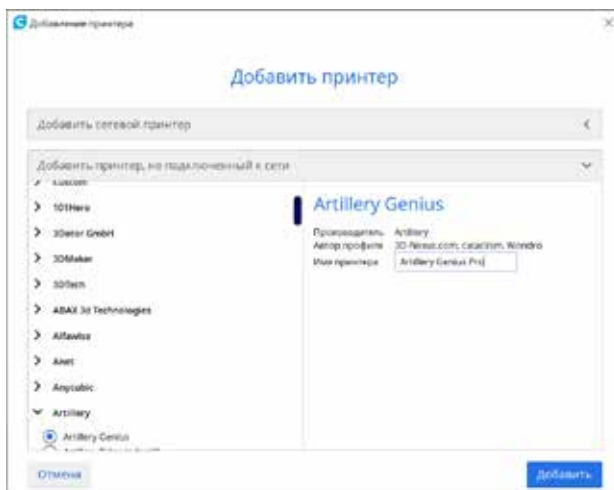 Добавление принтера
Добавить принтер
Добавить сетевой принтер
Добавить принтер, не подключенный к сети
Custom
101Hero
3Dator GmbH
3DMaker
3DTech
ABAX 3d Technologies
Alfawise
Anet
Anycubic
Artillery
Artillery Genius
Artillery Genius
Производитель Artillery
Автор профиля 3D-Nexus.com, cataclism, Wondro
Имя принтера Artillery Genius Pro
Отмена
Добавить